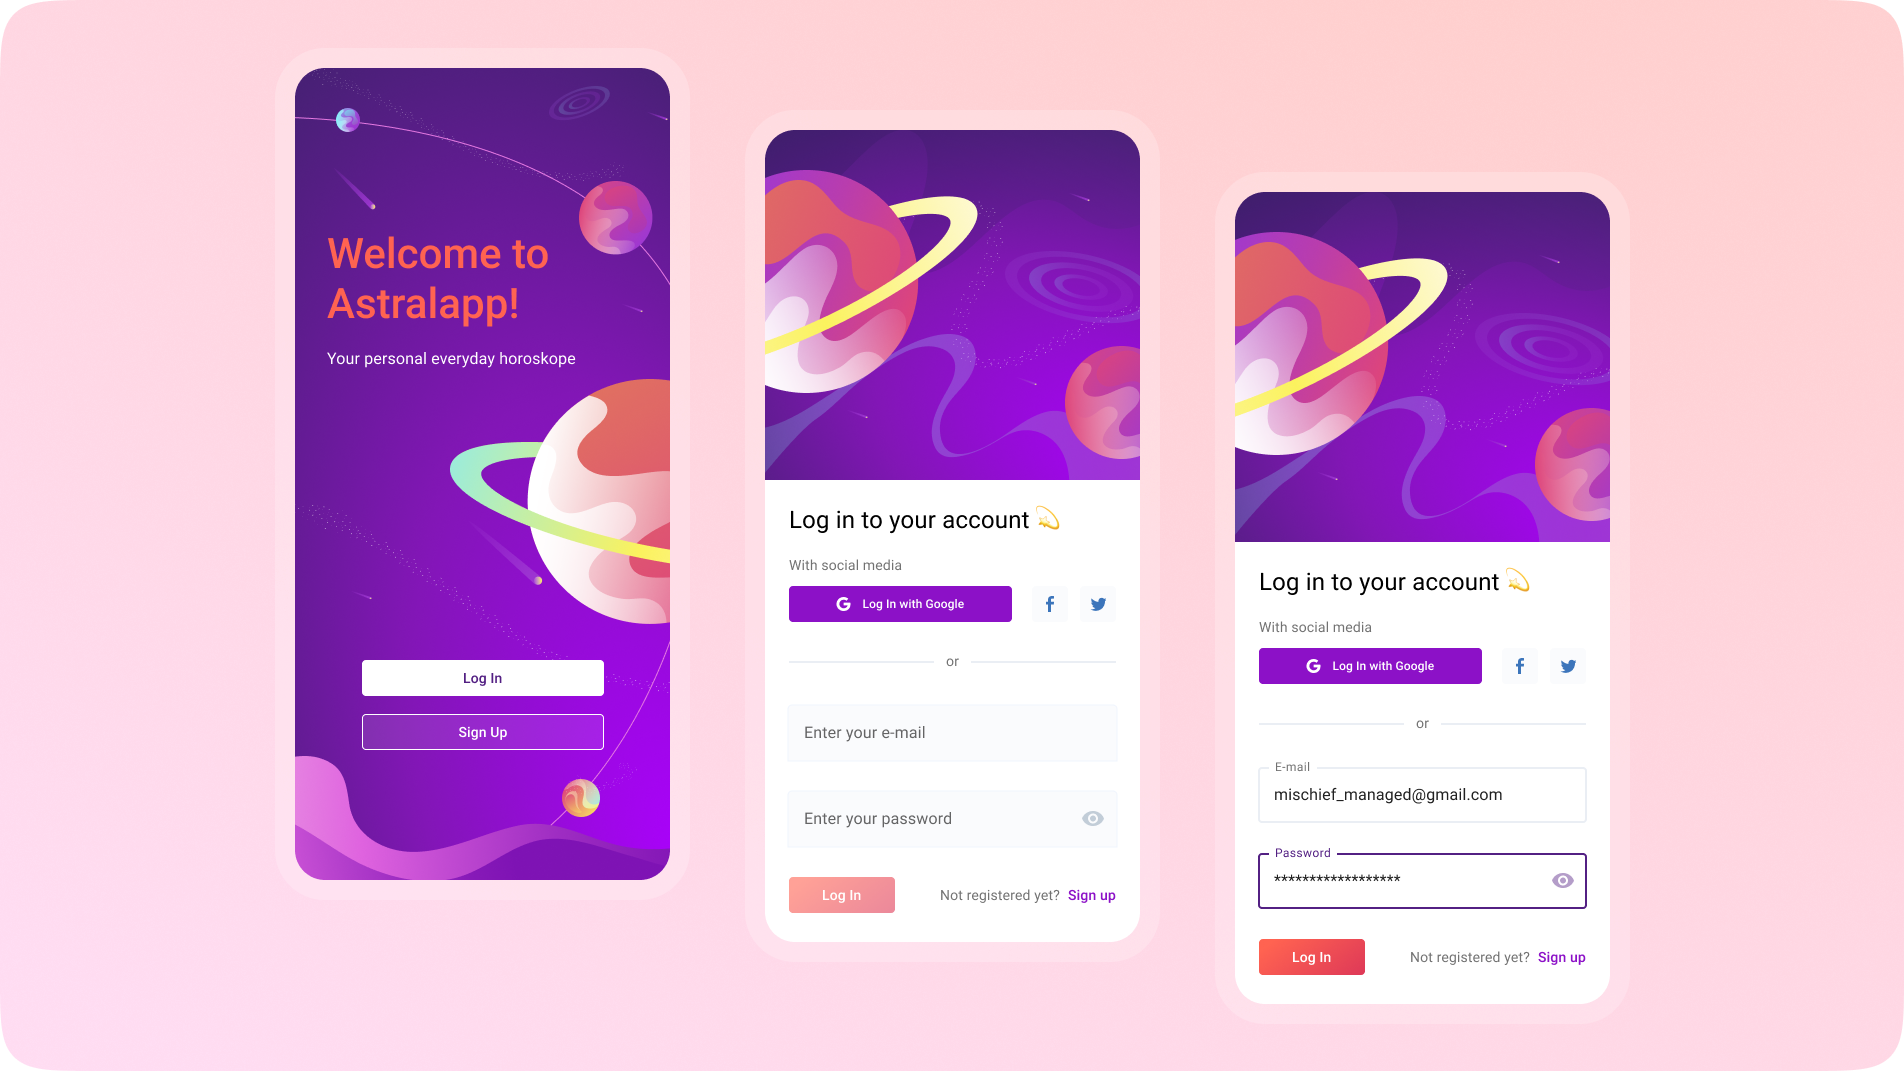 Welcome to
Astralapp!
Your personal everyday horoskope
Log In
Sign Up
Log in to your account
With social media
Log In with Google
or
Enter your e-mail
Enter your password
Log In
Not registered yet? Sign up
Log in to your account
With social media
Log In with Google
or
E-mail
mischief_managed@gmail.com
Password
******************
Log In
Not registered yet? Sign up